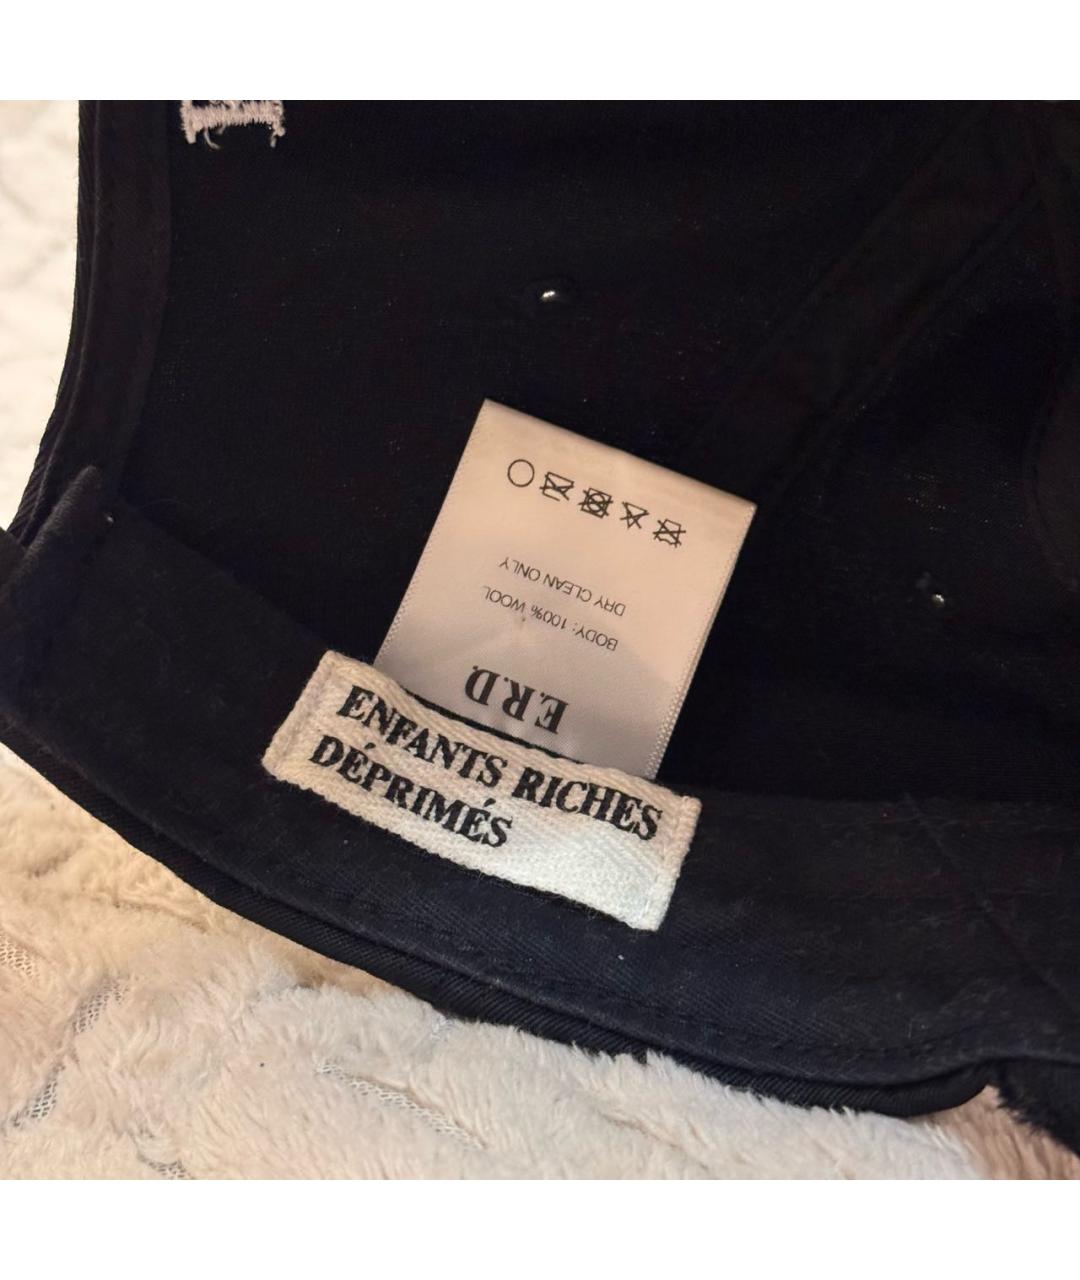 ENFANTS RICHES
DÉPRIMÉS
E.R.D.
BODY: 100% WOOL
DRY CLEAN ONLY